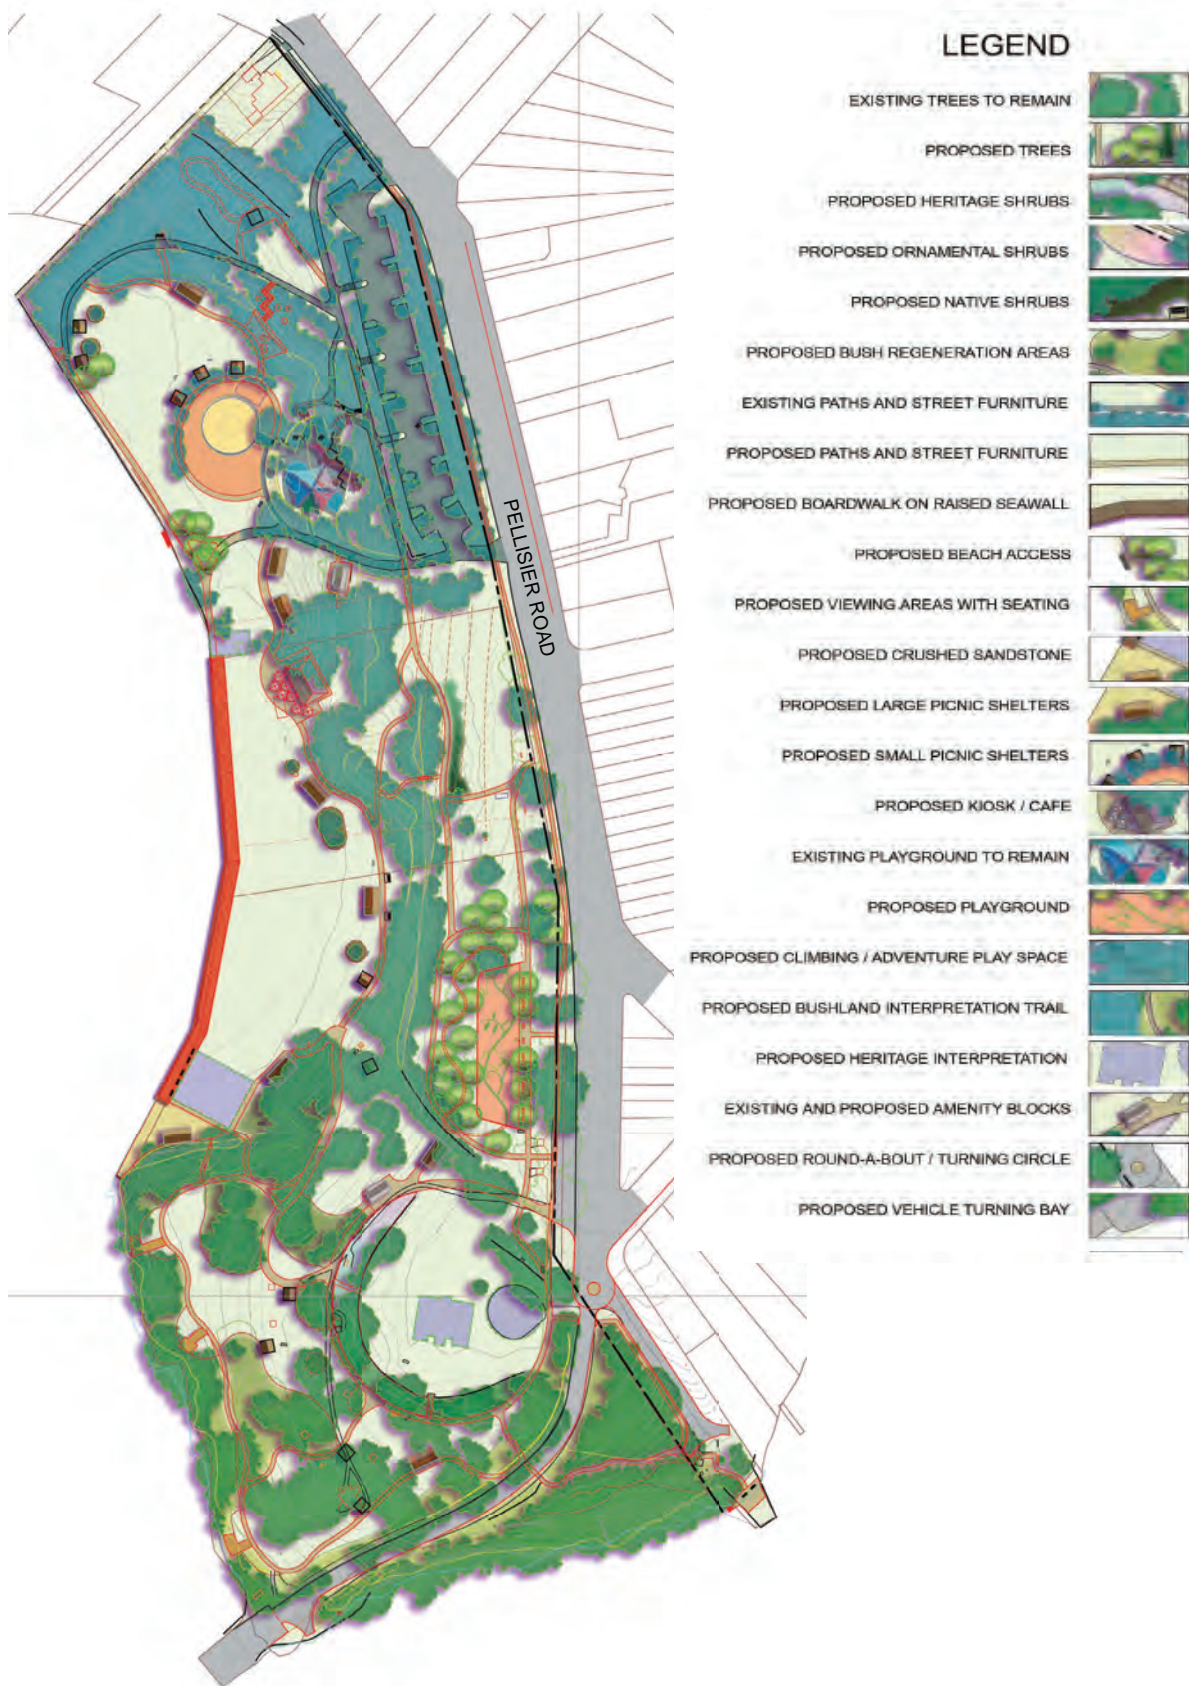 LEGEND
EXISTING TREES TO REMAIN
PROPOSED TREES
PROPOSED HERITAGE SHRUBS
PROPOSED ORNAMENTAL SHRUBS
PROPOSED NATIVE SHRUBS
PROPOSED BUSH REGENERATION AREAS
EXISTING PATHS AND STREET FURNITURE
PROPOSED PATHS AND STREET FURNITURE
PROPOSED BOARDWALK ON RAISED SEAWALL
PROPOSED BEACH ACCESS
PROPOSED VIEWING AREAS WITH SEATING
PROPOSED CRUSHED SANDSTONE
PROPOSED LARGE PICNIC SHELTERS
PROPOSED SMALL PICNIC SHELTERS
PROPOSED KIOSK / CAFE
EXISTING PLAYGROUND TO REMAIN
PROPOSED PLAYGROUND
PROPOSED CLIMBING / ADVENTURE PLAY SPACE
PROPOSED BUSHLAND INTERPRETATION TRAIL
PROPOSED HERITAGE INTERPRETATION
EXISTING AND PROPOSED AMENITY BLOCKS
PROPOSED ROUND-A-BOUT / TURNING CIRCLE
PROPOSED VEHICLE TURNING BAY
PELLISIER ROAD